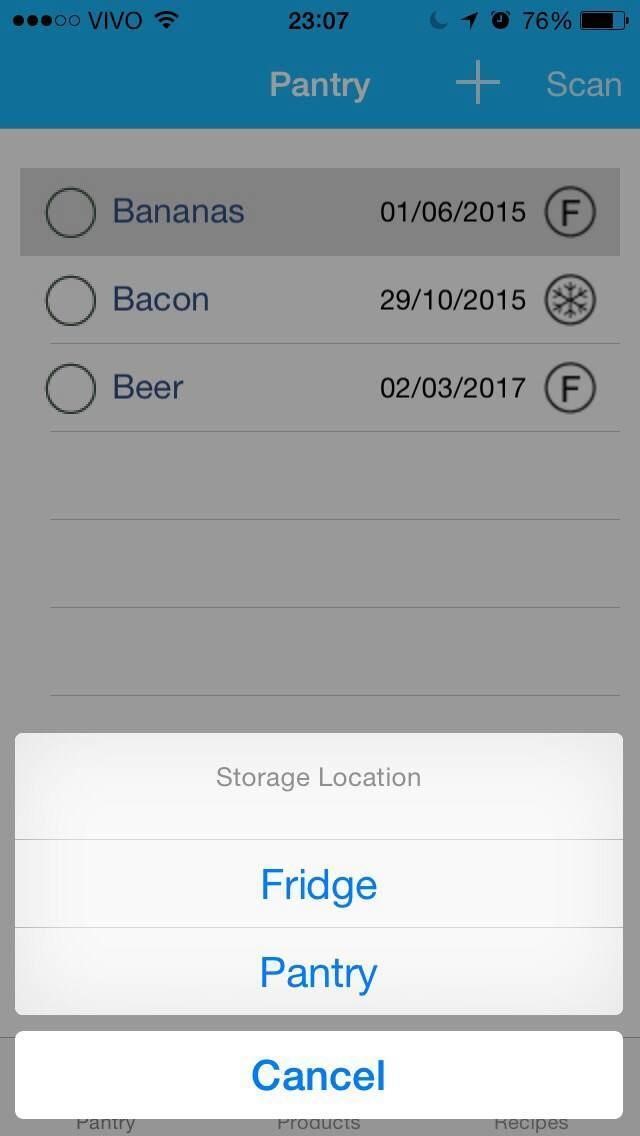 VIVO 23:07 76%
Pantry + Scan
Bananas 01/06/2015 F
Bacon 29/10/2015
Beer 02/03/2017 F
Storage Location
Fridge
Pantry
Cancel
Pantry Products Recipes